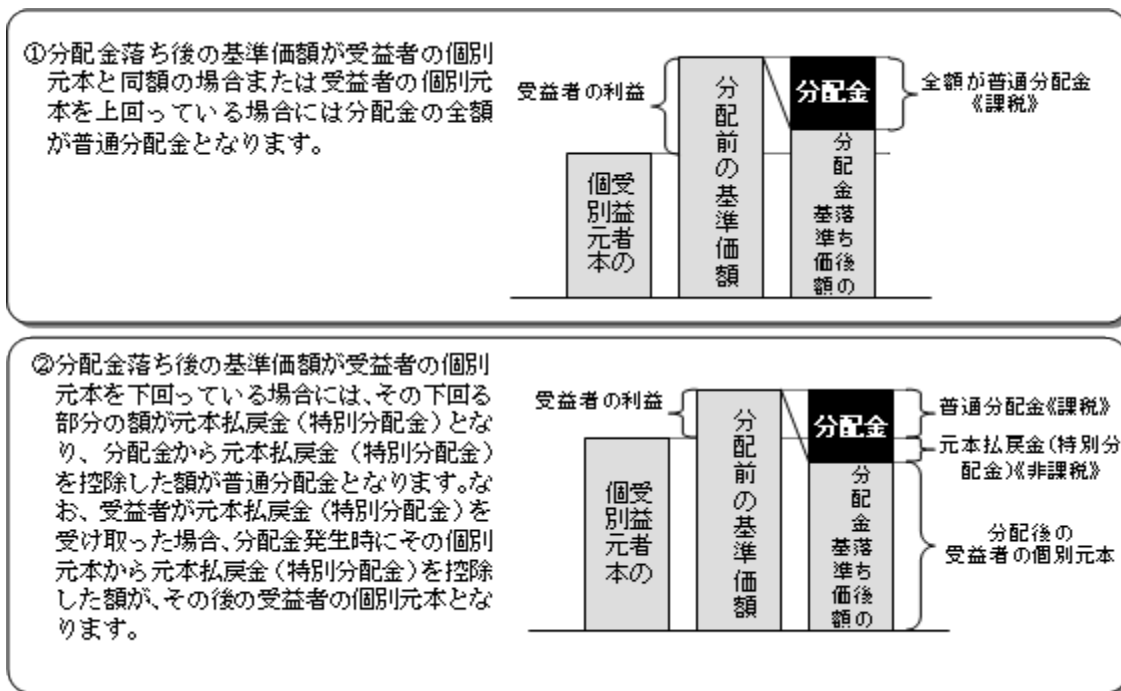 ①分配金落ち後の基準価額が受益者の個別
元本と同額の場合または受益者の個別元
本を上回っている場合には分配金の全額
が普通分配金となります。
受益者の利益
受益者の
個別元本
分配前の基準価額
分配金
分配金落ち後の
基準価額
全額が普通分配金
《課税》
②分配金落ち後の基準価額が受益者の個別
元本を下回っている場合には、その下回る
部分の額が元本払戻金（特別分配金）とな
り、分配金から元本払戻金（特別分配金）
を控除した額が普通分配金となります。な
お、受益者が元本払戻金（特別分配金）を
受け取った場合、分配金発生時にその個別
元本から元本払戻金（特別分配金）を控除
した額が、その後の受益者の個別元本とな
ります。
受益者の利益
受益者の
個別元本
分配前の基準価額
分配金
分配金落ち後の
基準価額
普通分配金《課税》
元本払戻金(特別分
配金)《非課税》
分配後の
受益者の個別元本